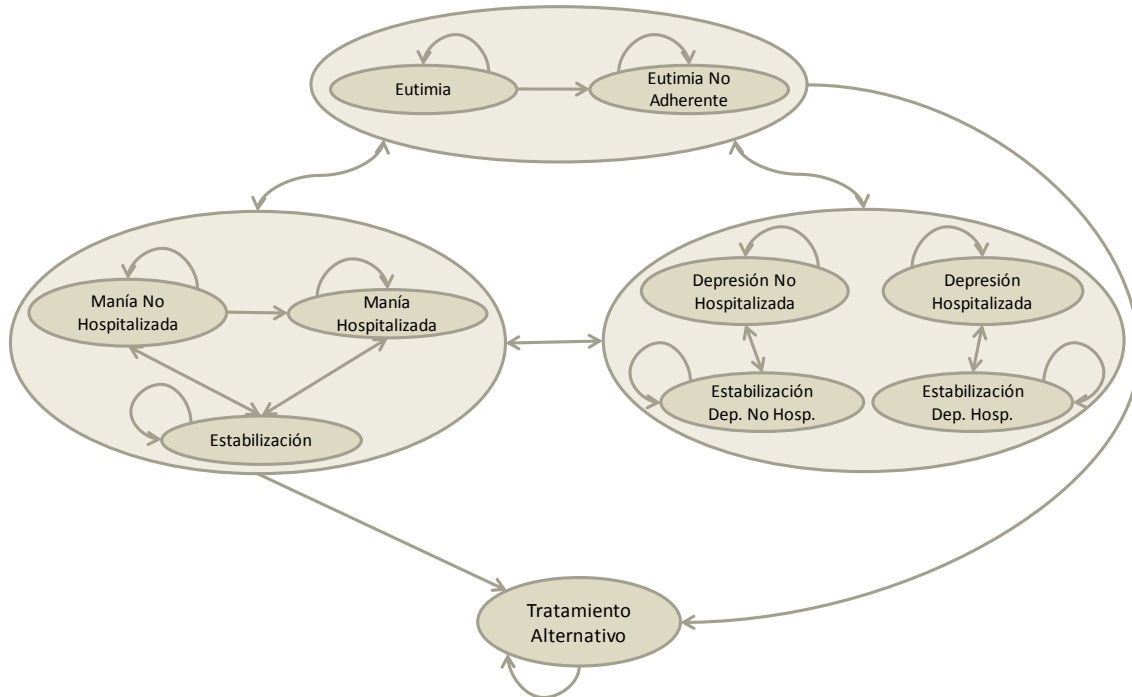 Eutimia
Eutimia No
Adherente
Manía No
Hospitalizada
Manía
Hospitalizada
Estabilización
Depresión No
Hospitalizada
Depresión
Hospitalizada
Estabilización
Dep. No Hosp.
Estabilización
Dep. Hosp.
Tratamiento
Alternativo